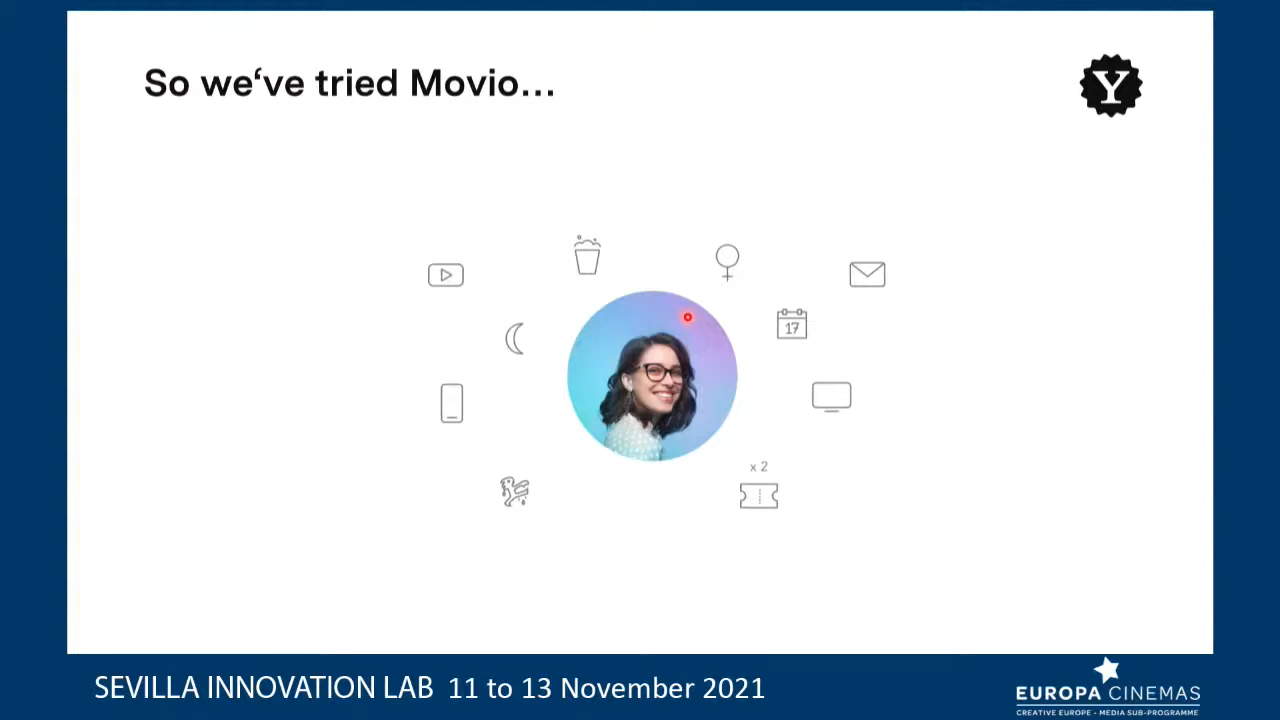 So we‘ve tried Movio...
Y
17
x 2
SEVILLA INNOVATION LAB 11 to 13 November 2021
EUROPA CINEMAS
CREATIVE EUROPE - MEDIA SUB-PROGRAMME